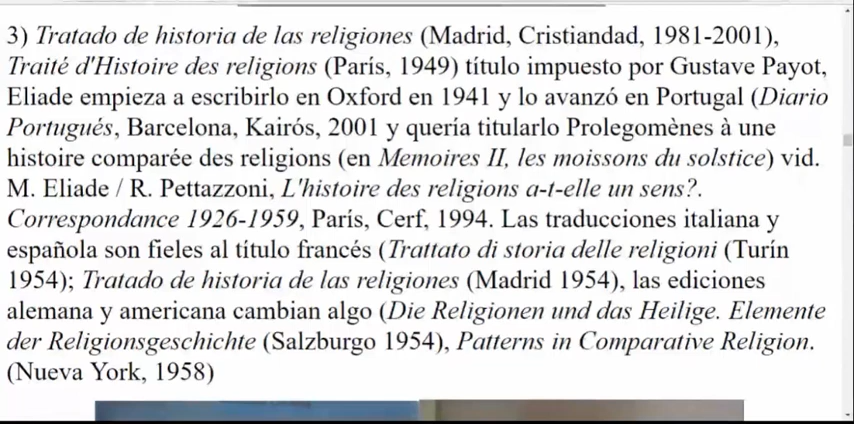 3) Tratado de historia de las religiones (Madrid, Cristiandad, 1981-2001),
Traité d'Histoire des religions (París, 1949) título impuesto por Gustave Payot,
Eliade empieza a escribirlo en Oxford en 1941 y lo avanzó en Portugal (Diario
Portugués, Barcelona, Kairós, 2001 y quería titularlo Prolegomènes à une
histoire comparée des religions (en Memoires II, les moissons du solstice) vid.
M. Eliade / R. Pettazzoni, L'histoire des religions a-t-elle un sens?.
Correspondance 1926-1959, París, Cerf, 1994. Las traducciones italiana y
española son fieles al título francés (Trattato di storia delle religioni (Turín
1954); Tratado de historia de las religiones (Madrid 1954), las ediciones
alemana y americana cambian algo (Die Religionen und das Heilige. Elemente
der Religionsgeschichte (Salzburgo 1954), Patterns in Comparative Religion.
(Nueva York, 1958)